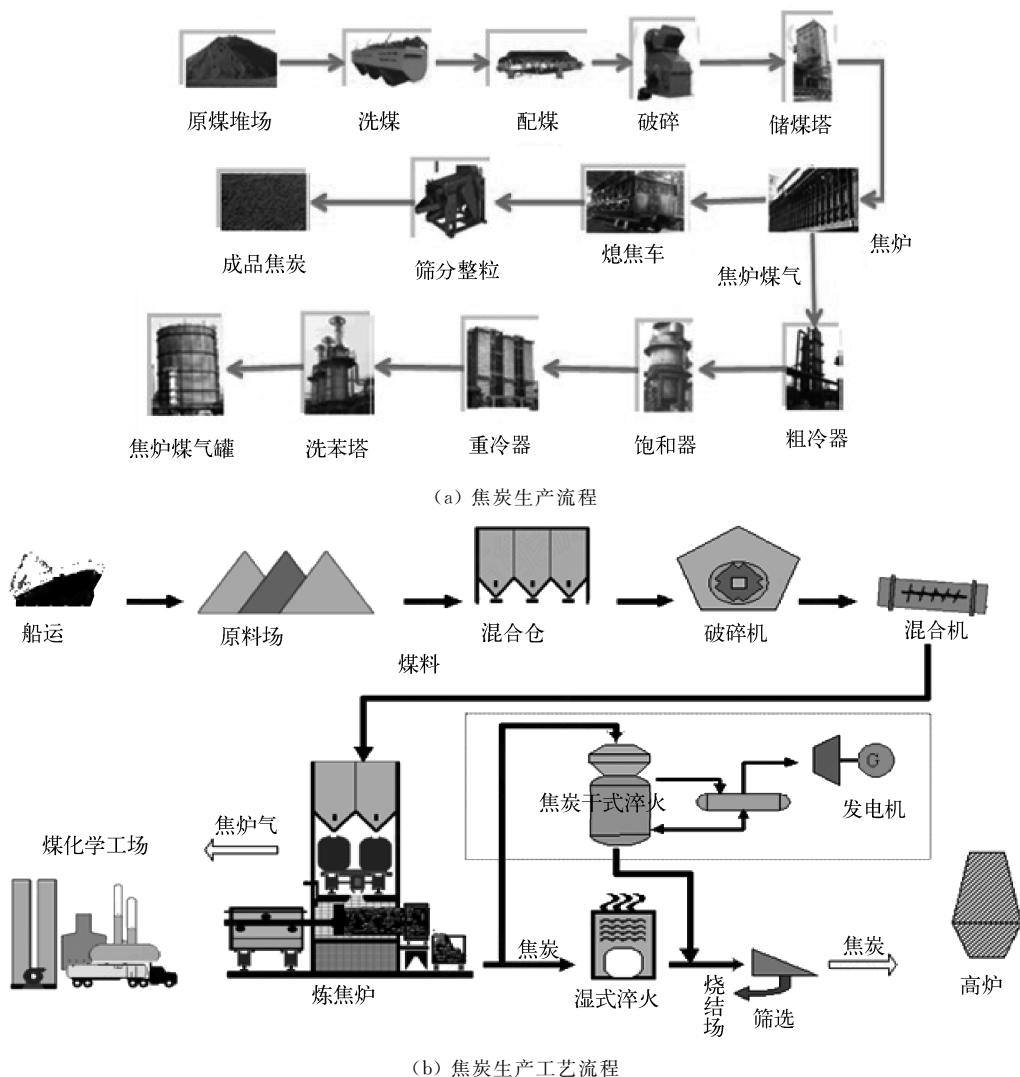 原煤堆场
洗煤
配煤
破碎
储煤塔
成品焦炭
筛分整粒
熄焦车
焦炉煤气
焦炉
焦炉煤气罐
洗苯塔
重冷器
饱和器
粗冷器
（a）焦炭生产流程
船运
原料场
混合仓
破碎机
混合机
煤料
焦炭干式淬火
G
发电机
焦炉气
煤化学工场
炼焦炉
焦炭
湿式淬火
烧结场
筛选
焦炭
高炉
（b）焦炭生产工艺流程